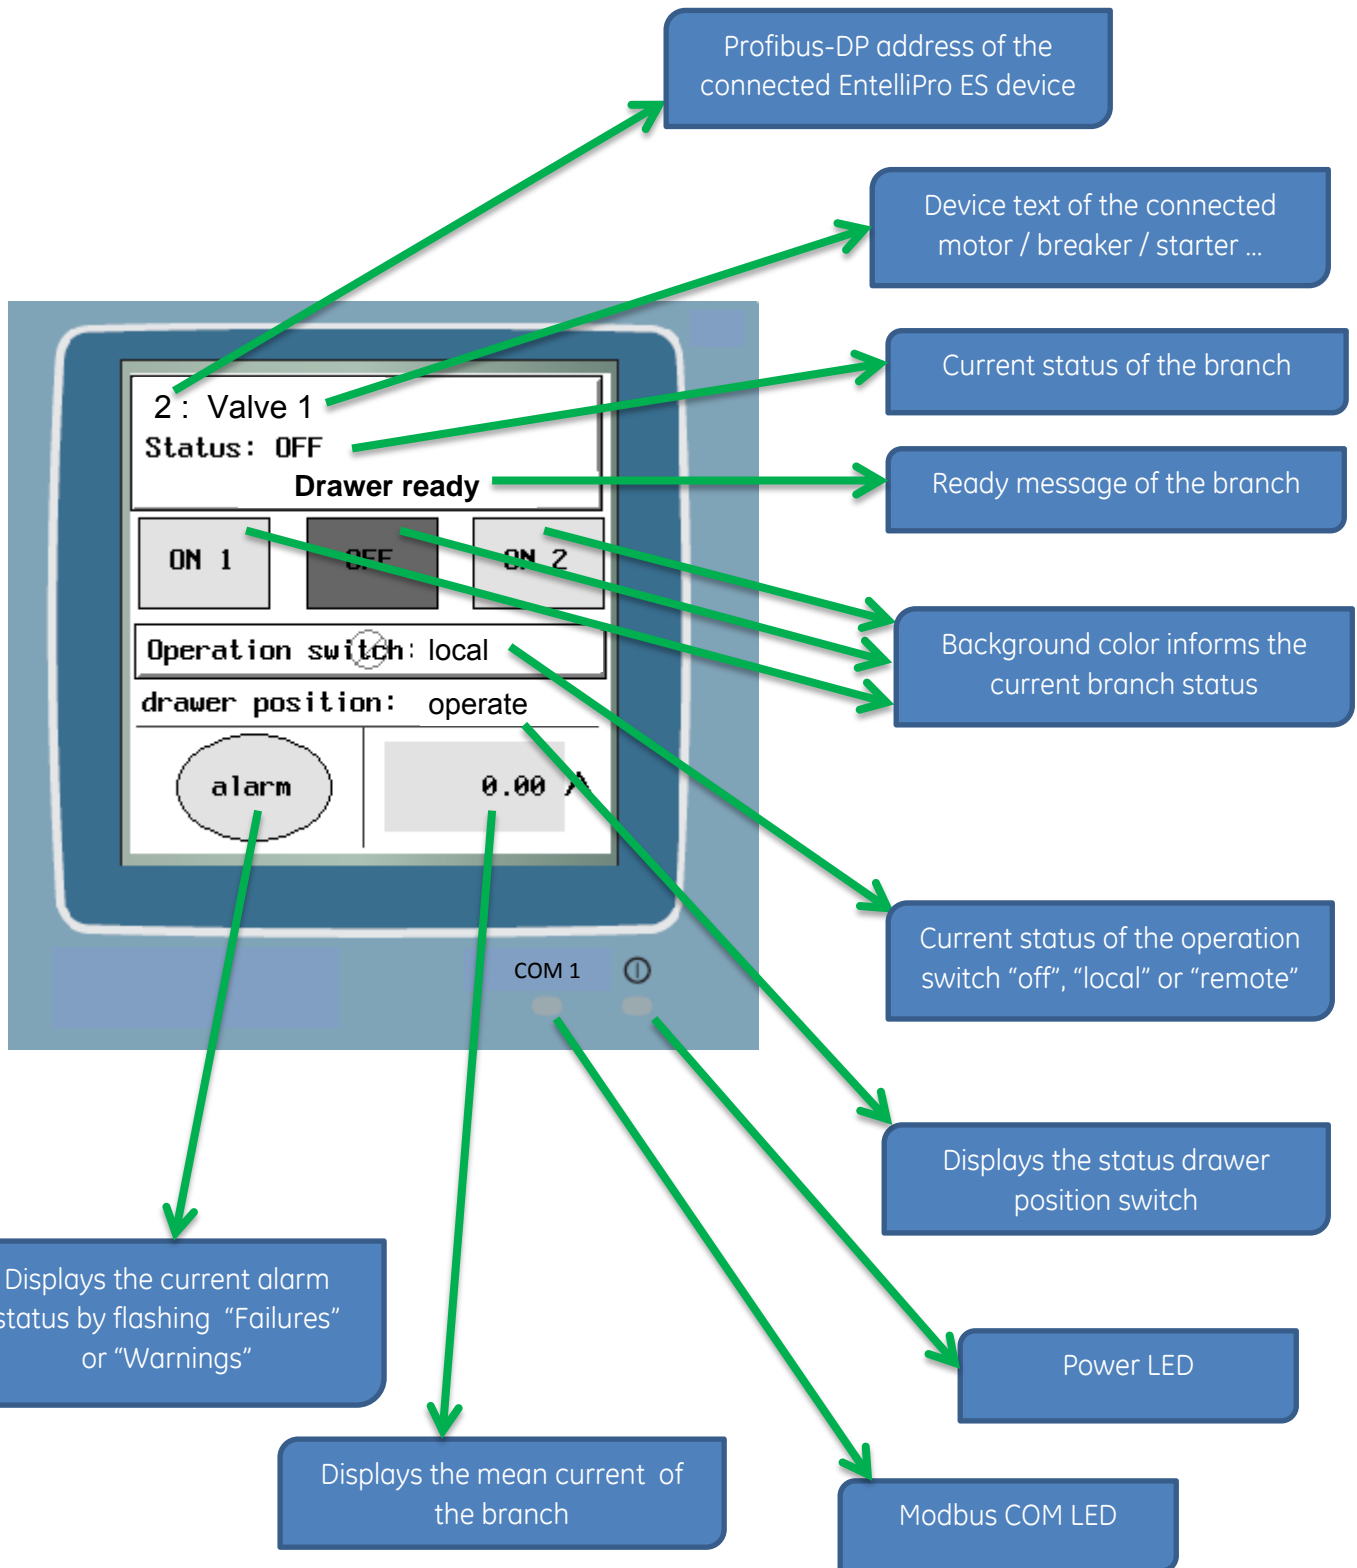 Profibus-DP address of the
connected EntelliPro ES device
Device text of the connected
motor / breaker / starter ...
Current status of the branch
Ready message of the branch
Background color informs the
current branch status
Current status of the operation
switch “off”, “local” or “remote”
Displays the status drawer
position switch
Power LED
Modbus COM LED
Displays the mean current of
the branch
Displays the current alarm
status by flashing “Failures”
or “Warnings”
2 : Valve 1
Status: OFF
Drawer ready
ON 1 OFF ON 2
Operation switch: local
drawer position: operate
alarm 0.00 A
COM 1